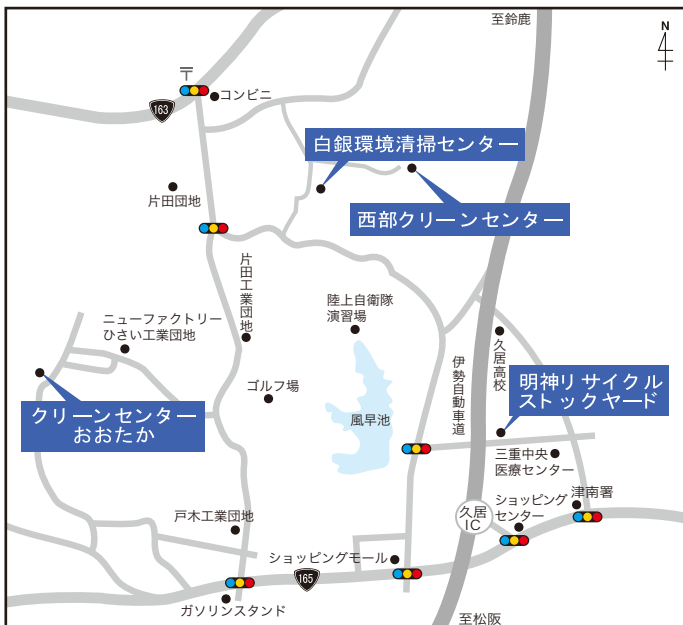 至鈴鹿
N
〒
コンビニ
163
白銀環境清掃センター
片田団地
西部クリーンセンター
片田工業団地
陸上自衛隊
演習場
ニューファクトリー
ひさい工業団地
伊勢自動車道
久居高校
ゴルフ場
明神リサイクル
ストックヤード
クリーンセンター
おおたか
風早池
三重中央
医療センター
津南署
ショッピング
センター
久居
IC
戸木工業団地
ショッピングモール
165
ガソリンスタンド
至松阪